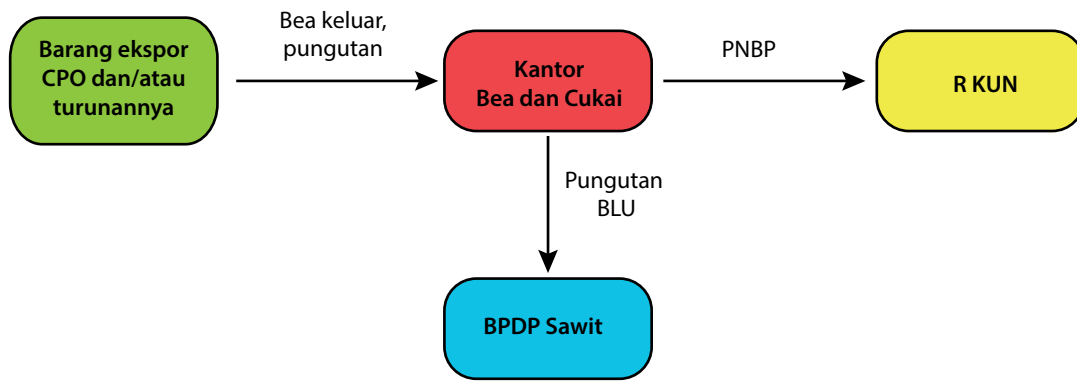 Bea keluar,
pungutan
Barang ekspor
CPO dan/atau
turunannya
Kantor
Bea dan Cukai
PNBP
R KUN
Pungutan
BLU
BPDP Sawit